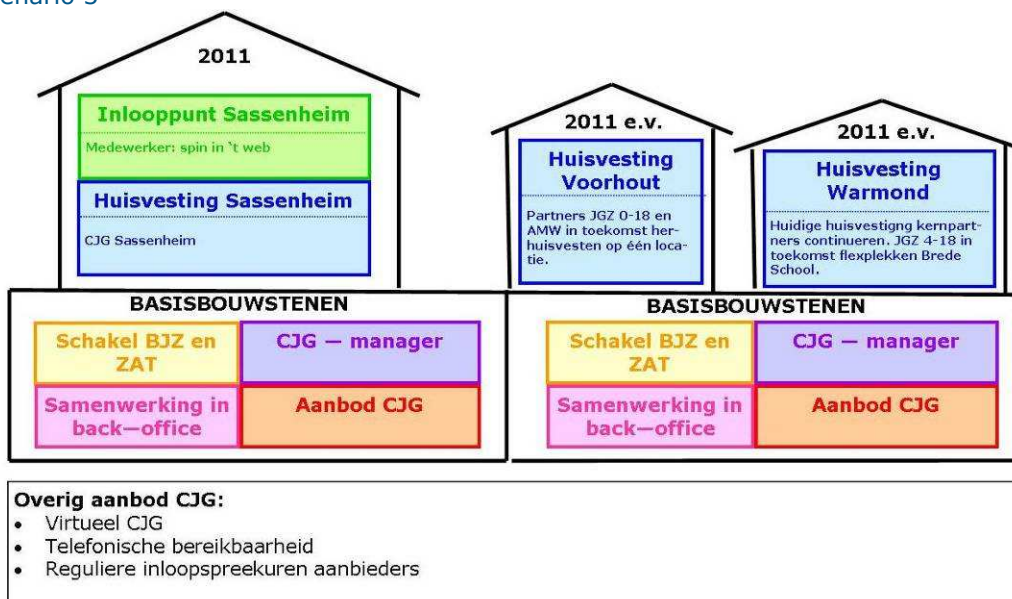 2011
Inlooppunt Sassenheim
Medewerker: spin in 't web
Huisvesting Sassenheim
CJG Sassenheim
2011 e.v.
Huisvesting
Voorhout
Partners JGZ 0-18 en
AMW in toekomst her-
huisvesten op één loca-
tie.
2011 e.v.
Huisvesting
Warmond
Huidige huisvestigng kernpart-
ners continueren. JGZ 4-18 in
toekomst flexplekken Brede
School.
BASISBOUWSTENEN
Schakel BJZ en
ZAT
CJG — manager
Samenwerking in
back—office
Aanbod CJG
BASISBOUWSTENEN
Schakel BJZ en
ZAT
CJG — manager
Samenwerking in
back—office
Aanbod CJG
Overig aanbod CJG:
• Virtueel CJG
• Telefonische bereikbaarheid
• Reguliere inloopspreekuren aanbieders